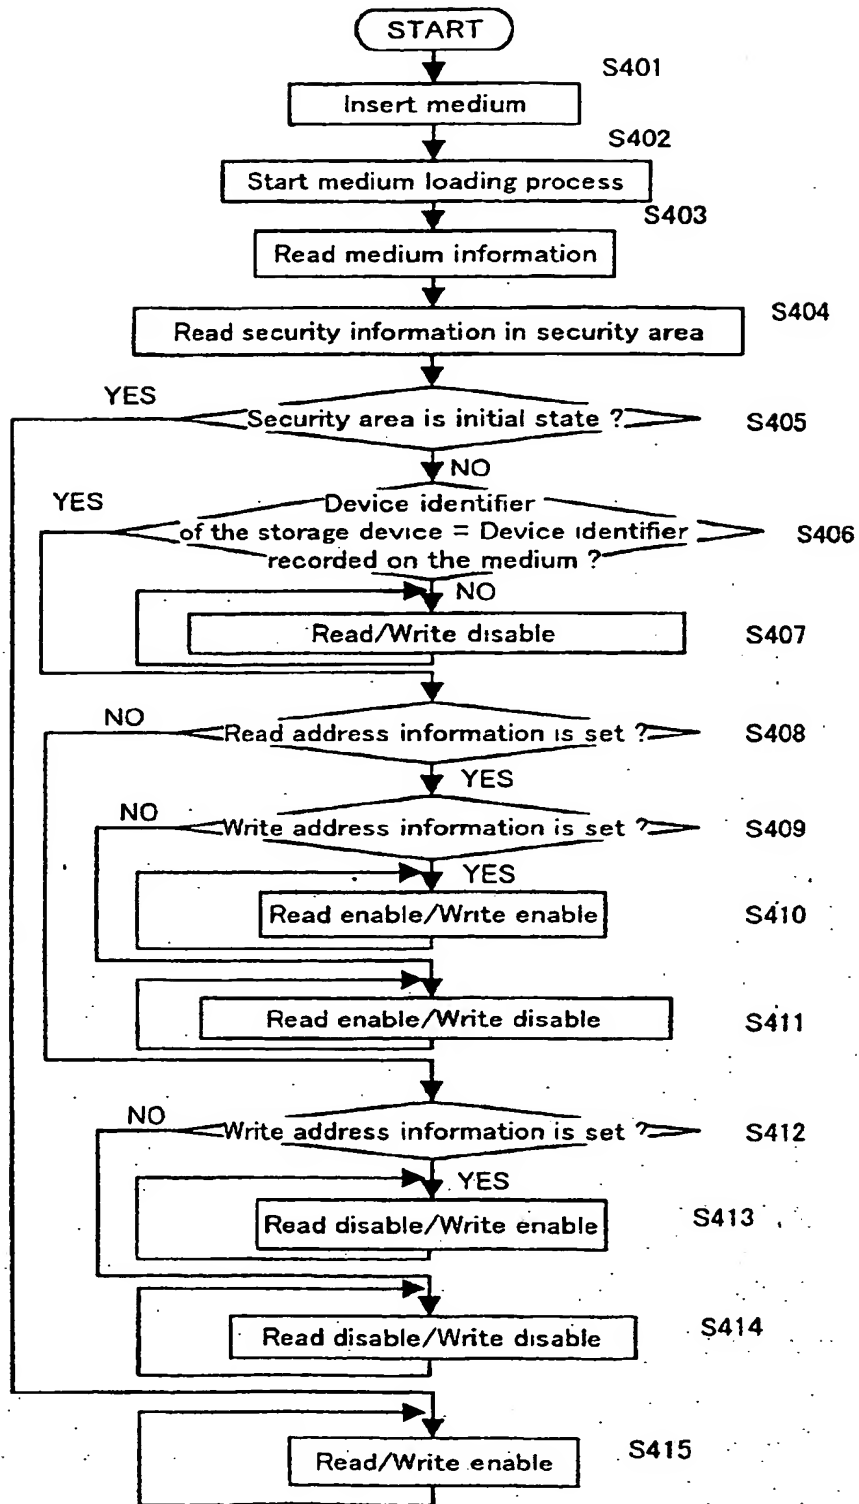 START
S401
Insert medium
S402
Start medium loading process
S403
Read medium information
S404
Read security information in security area
YES
Security area is initial state ?
S405
NO
YES
Device identifier
of the storage device = Device identifier
recorded on the medium ?
S406
NO
Read/Write disable
S407
NO
Read address information is set ?
S408
YES
NO
Write address information is set ?
S409
YES
Read enable/Write enable
S410
Read enable/Write disable
S411
NO
Write address information is set ?
S412
YES
Read disable/Write enable
S413
Read disable/Write disable
S414
Read/Write enable
S415